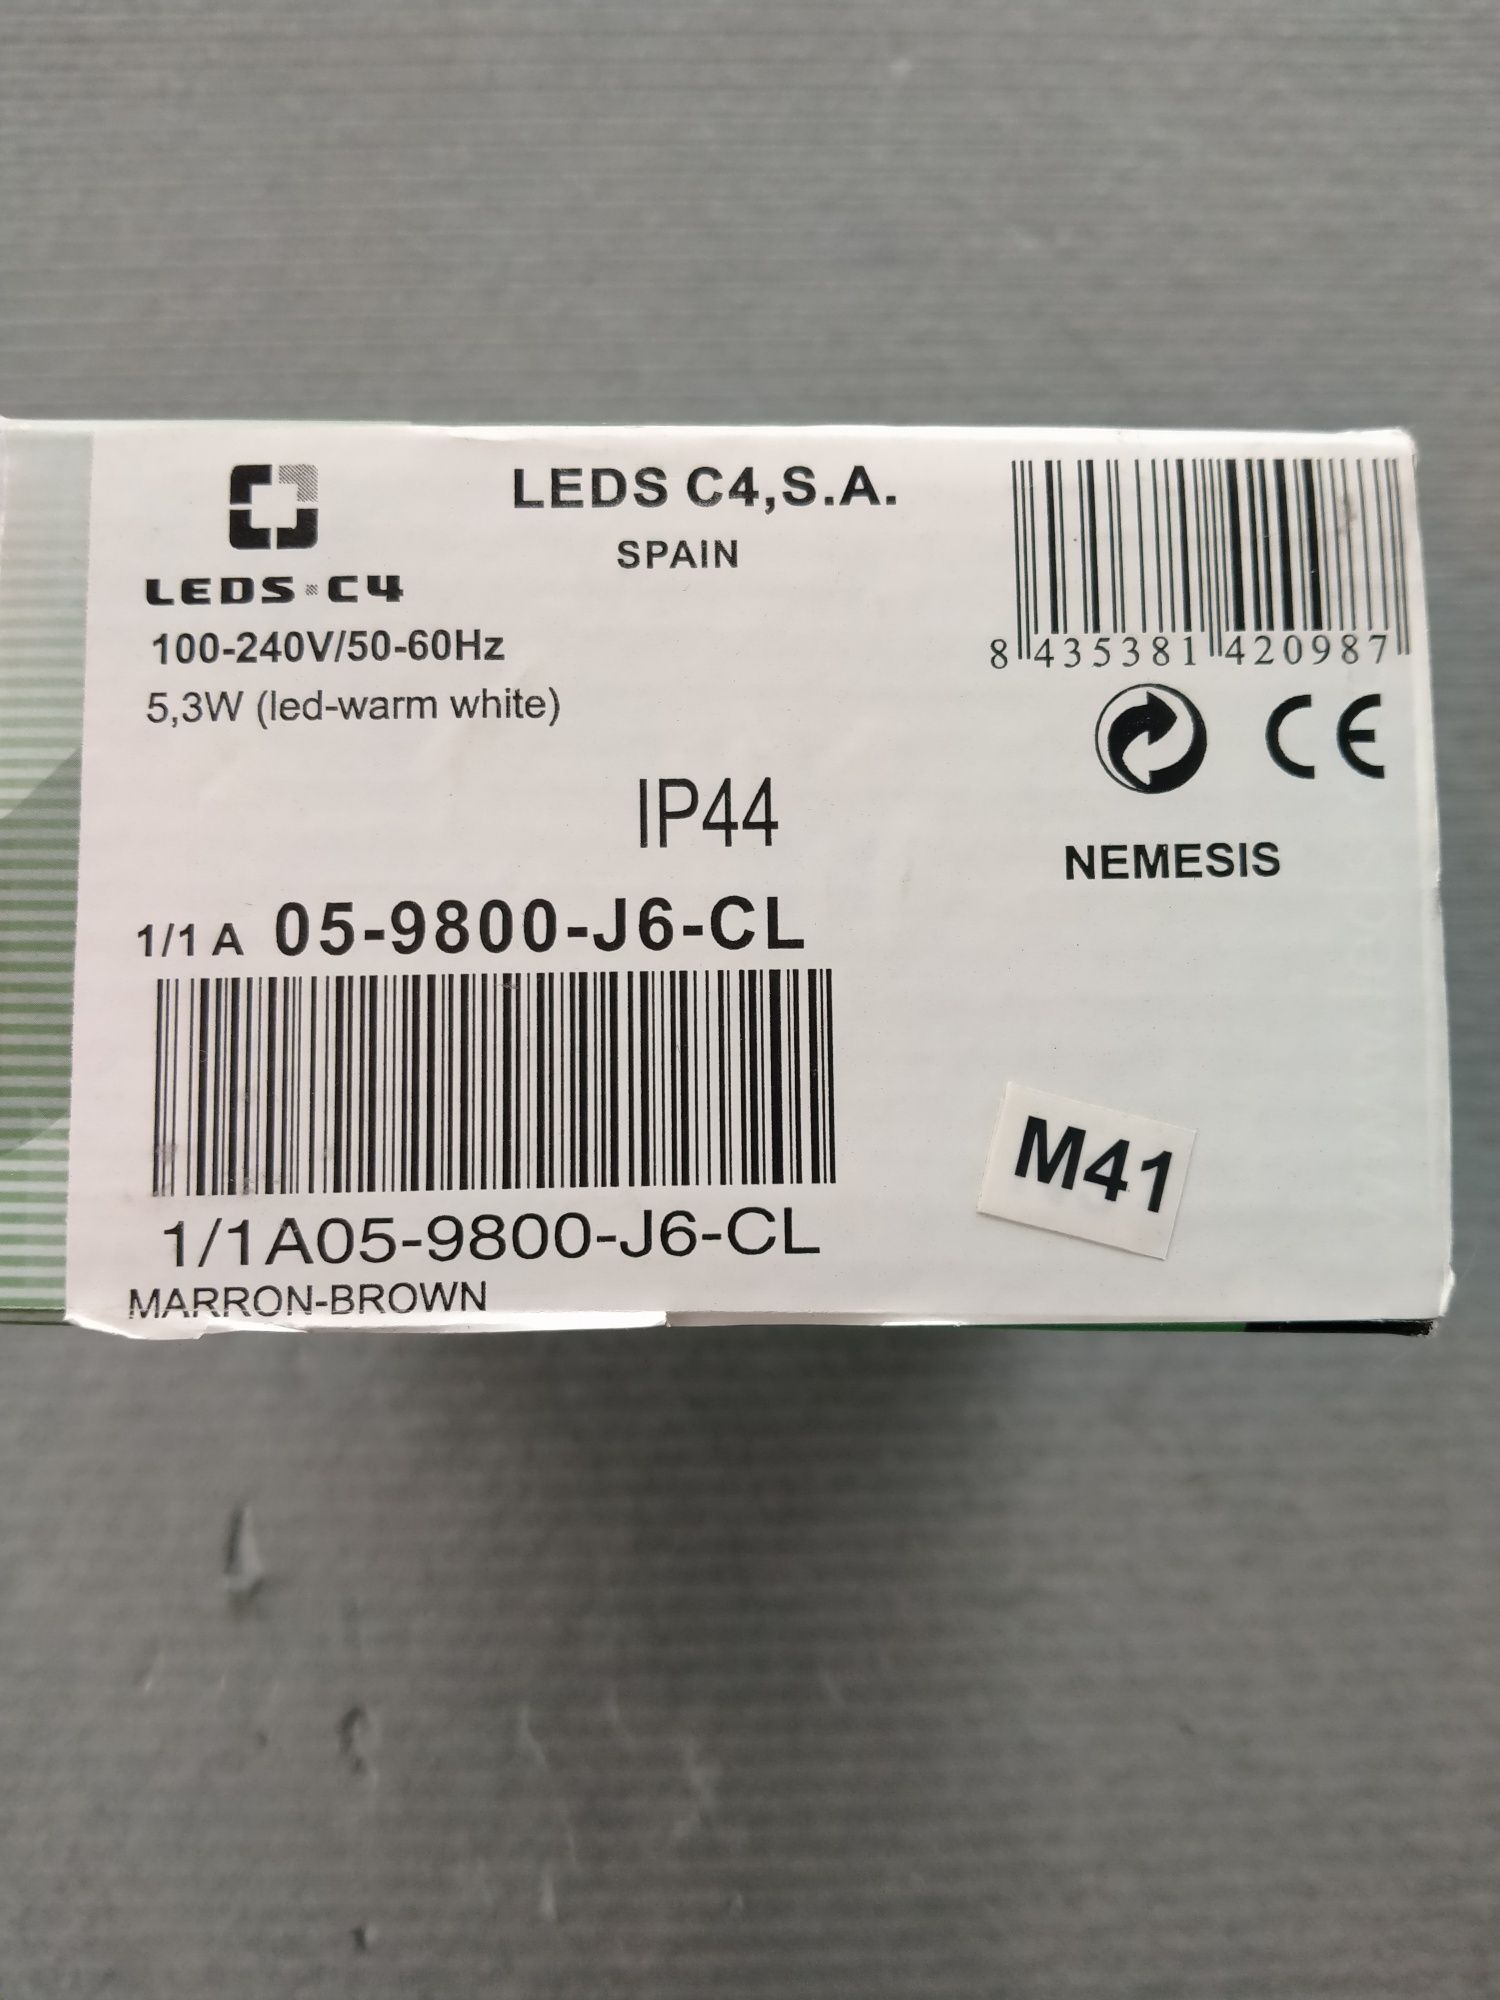 LEDS C4,S.A.
SPAIN
LEDS C4
100-240V/50-60Hz
5,3W (led-warm white)
8 435381 420987
CE
IP44
NEMESIS
1/1 A 05-9800-J6-CL
1/1A05-9800-J6-CL
MARRON-BROWN
M41